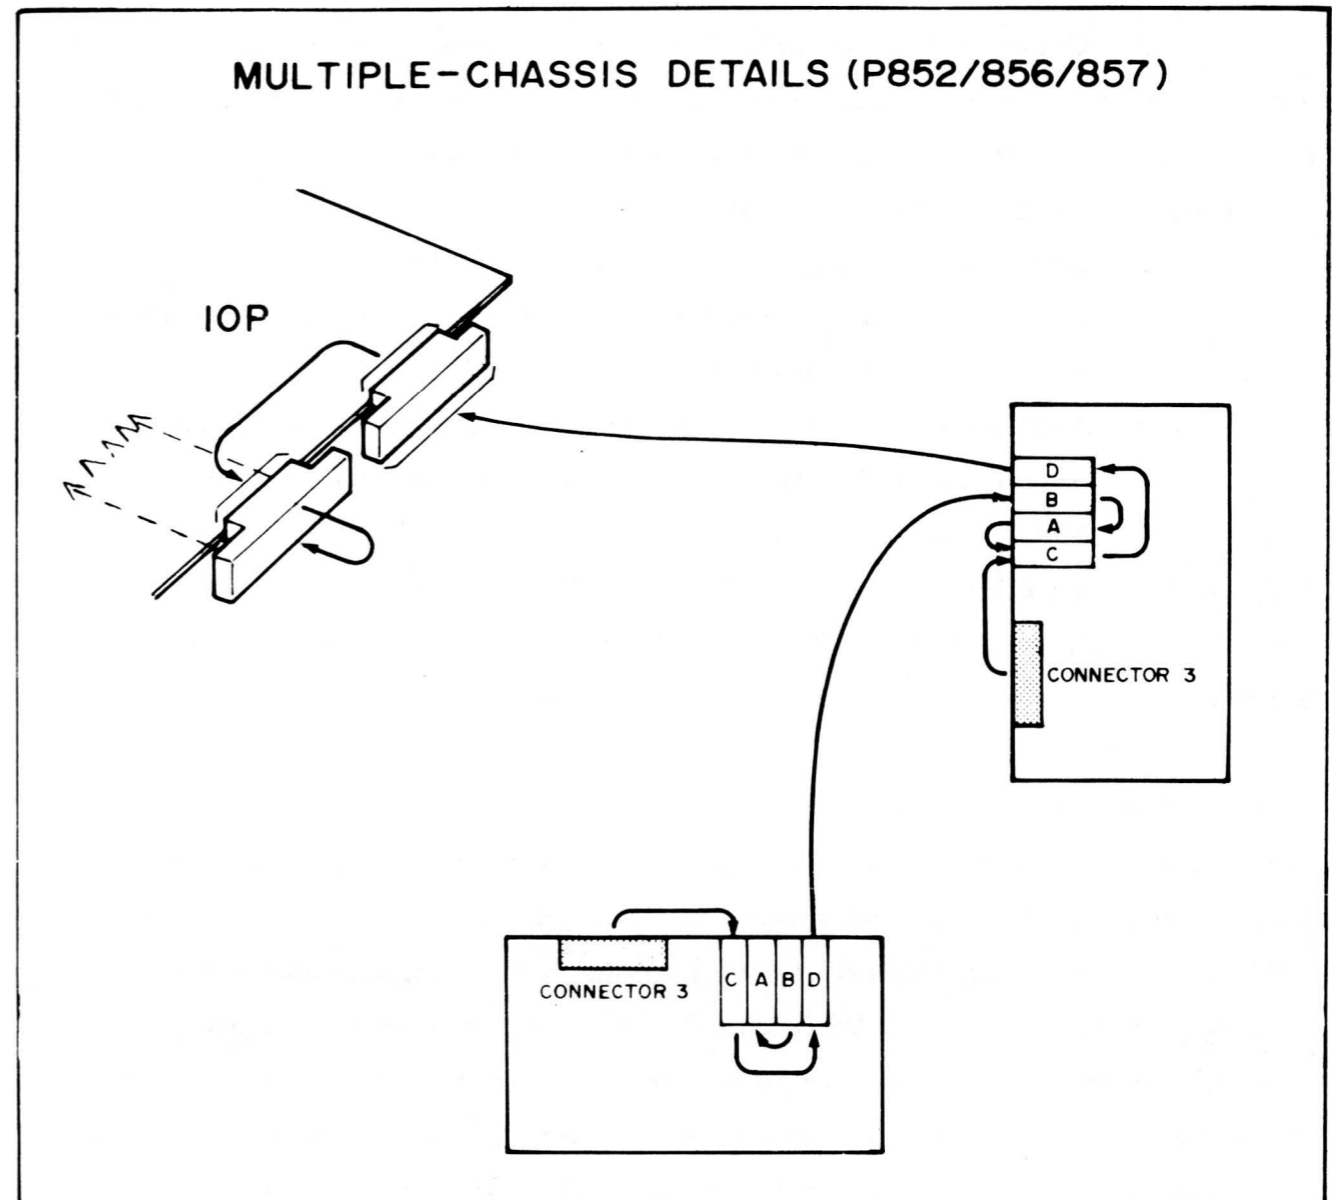 MULTIPLE-CHASSIS DETAILS (P852/856/857)
IOP
D
B
A
C
CONNECTOR 3
CONNECTOR 3
C A B D